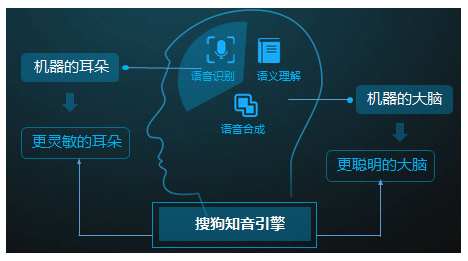 机器的耳朵
更灵敏的耳朵
语音识别
语义理解
语音合成
机器的大脑
更聪明的大脑
搜狗知音引擎